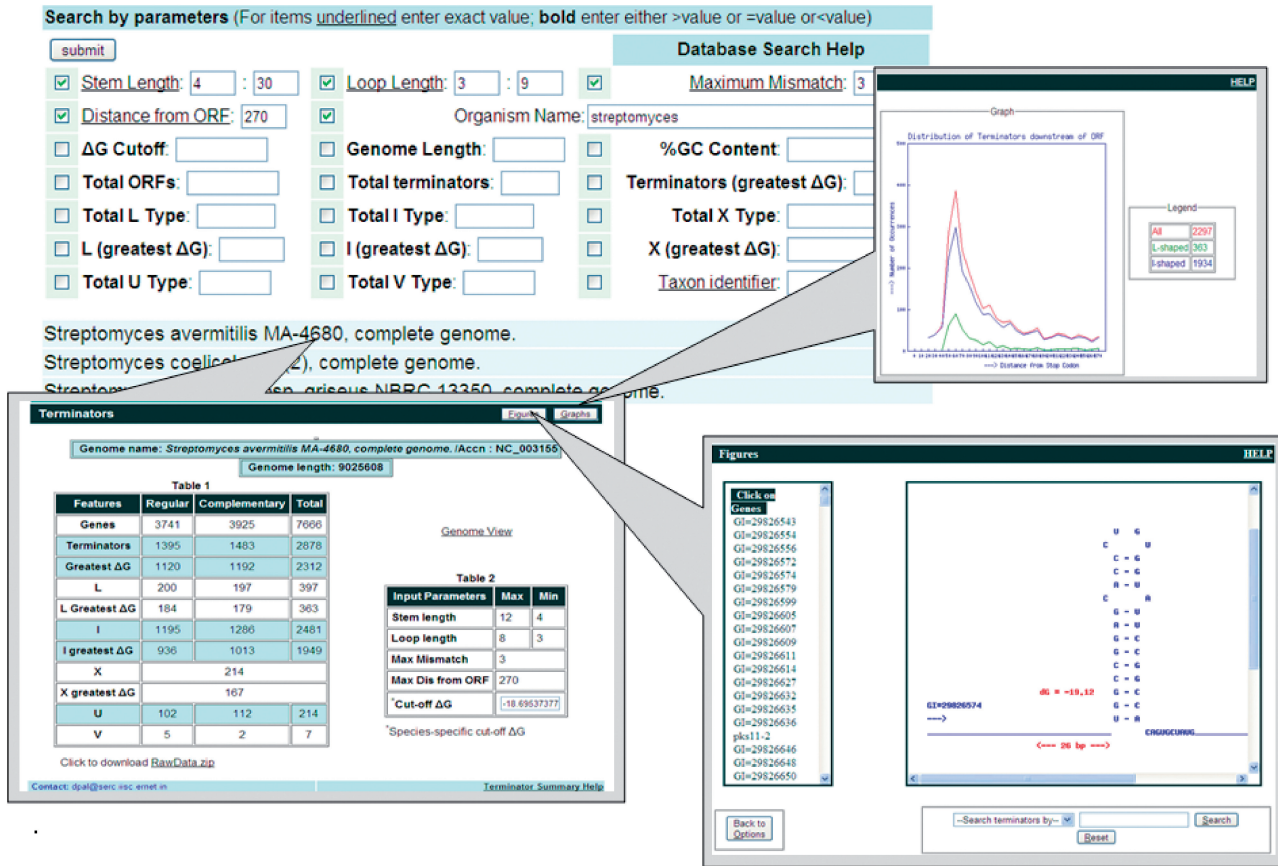 Search by parameters (For items underlined enter exact value; bold enter either >value or =value or<value)
submit
Database Search Help
Stem Length: 4 : 30 Loop Length: 3 : 9 Maximum Mismatch: 3
Distance from ORF: 270 Organism Name: streptomyces
ΔG Cutoff: Genome Length: %GC Content:
Total ORFs: Total terminators: Terminators (greatest ΔG):
Total L Type: Total I Type: Total X Type:
L (greatest ΔG): I (greatest ΔG): X (greatest ΔG):
Total U Type: Total V Type: Taxon identifier:
Streptomyces avermitilis MA-4680, complete genome.
Streptomyces 2), complete genome.
griseus NBRC 13350, complete genome.
HELP
Graph
Distribution of Terminators downstream of ORF
---> Number of Occurrences
---> Distance From Stop Codon
Legend
All 2297
L-shaped 363
I-shaped 1934
Terminators
Figures Graphs
Genome name: Streptomyces avermitilis MA-4680, complete genome. /Accn : NC_003155
Genome length: 9025608
Table 1
Features Regular Complementary Total
Genes 3741 3925 7666
Terminators 1395 1483 2878
Greatest ΔG 1120 1192 2312
L 200 197 397
L Greatest ΔG 184 179 363
I 1195 1286 2481
I greatest ΔG 936 1013 1949
X 214
X greatest ΔG 167
U 102 112 214
V 5 2 7
Click to download RawData.zip
Genome View
Table 2
Input Parameters Max Min
Stem length 12 4
Loop length 8 3
Max Mismatch 3
Max Dis from ORF 270
*Cut-off ΔG -18.69537377
*Species-specific cut-off ΔG
Contact: dpal@serc.iisc.ernet.in
Terminator Summary Help
Figures HELP
Click on
Genes
GI=29826543
GI=29826554
GI=29826556
GI=29826572
GI=29826574
GI=29826579
GI=29826599
GI=29826605
GI=29826607
GI=29826609
GI=29826611
GI=29826614
GI=29826627
GI=29826632
GI=29826635
GI=29826636
pks11-2
GI=29826646
GI=29826648
GI=29826650
U G
C U
C - G
C - G
A - U
C A
G - U
A - U
G - C
G - C
C - G
C - G
G - C
G - C
U - A
dG = -19.12
GI=29826574
--->
CAGUGCUAUG
<--- 26 bp --->
Back to
Options
--Search terminators by--
Search
Reset